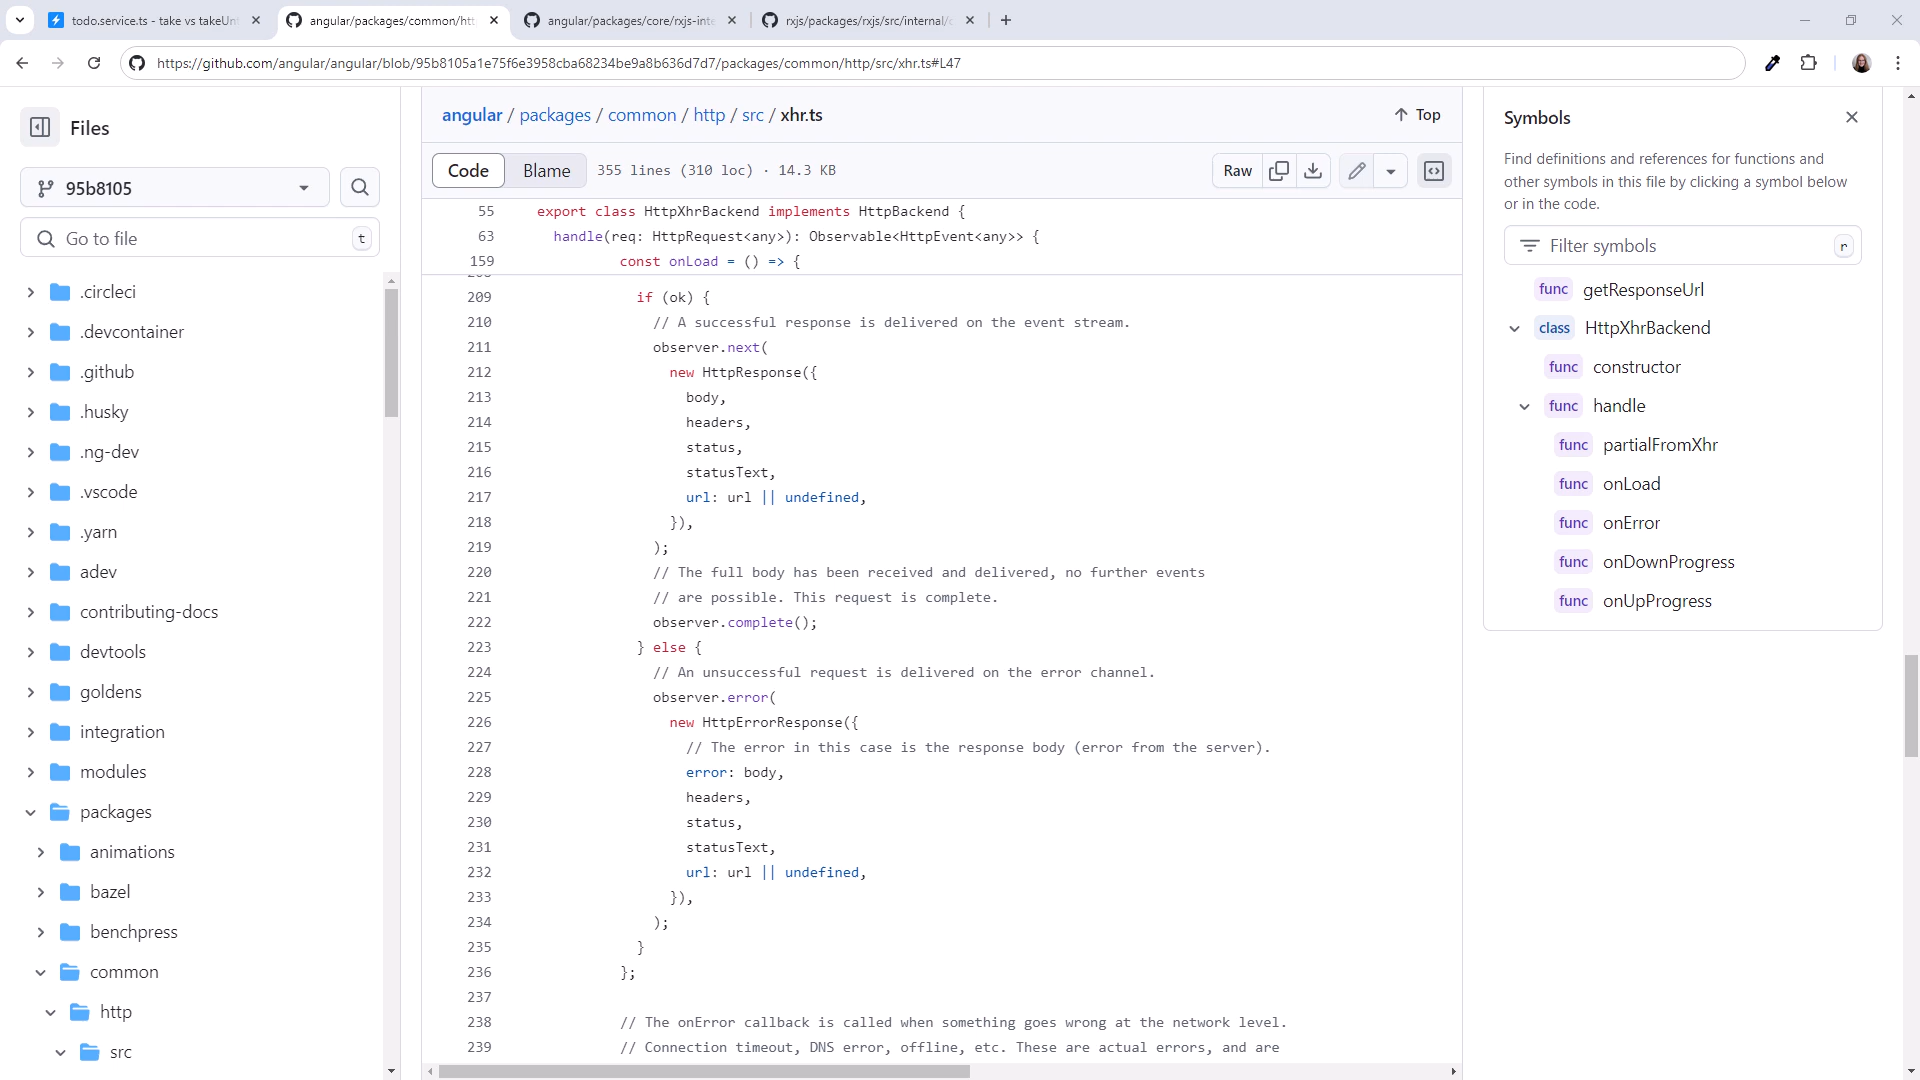 todo.service.ts - take vs takeUn
angular/packages/common/htt
angular/packages/core/rxjs-inte
rxjs/packages/rxjs/src/internal/
https://github.com/angular/angular/blob/95b8105a1e75f6e3958cba68234be9a8b636d7d7/packages/common/http/src/xhr.ts#L47
Files
95b8105
Go to file
t
.circleci
.devcontainer
.github
.husky
.ng-dev
.vscode
.yarn
adev
contributing-docs
devtools
goldens
integration
modules
packages
animations
bazel
benchpress
common
http
src
angular / packages / common / http / src / xhr.ts
Top
Code Blame 355 lines (310 loc) · 14.3 KB
Raw
55 export class HttpXhrBackend implements HttpBackend {
63 handle(req: HttpRequest<any>): Observable<HttpEvent<any>> {
159 const onLoad = () => {
209 if (ok) {
210 // A successful response is delivered on the event stream.
211 observer.next(
212 new HttpResponse({
213 body,
214 headers,
215 status,
216 statusText,
217 url: url || undefined,
218 }),
219 );
220 // The full body has been received and delivered, no further events
221 // are possible. This request is complete.
222 observer.complete();
223 } else {
224 // An unsuccessful request is delivered on the error channel.
225 observer.error(
226 new HttpErrorResponse({
227 // The error in this case is the response body (error from the server).
228 error: body,
229 headers,
230 status,
231 statusText,
232 url: url || undefined,
233 }),
234 );
235 }
236 };
237
238 // The onError callback is called when something goes wrong at the network level.
239 // Connection timeout, DNS error, offline, etc. These are actual errors, and are
Symbols
Find definitions and references for functions and
other symbols in this file by clicking a symbol below
or in the code.
Filter symbols
r
func getResponseUrl
class HttpXhrBackend
func constructor
func handle
func partialFromXhr
func onLoad
func onError
func onDownProgress
func onUpProgress